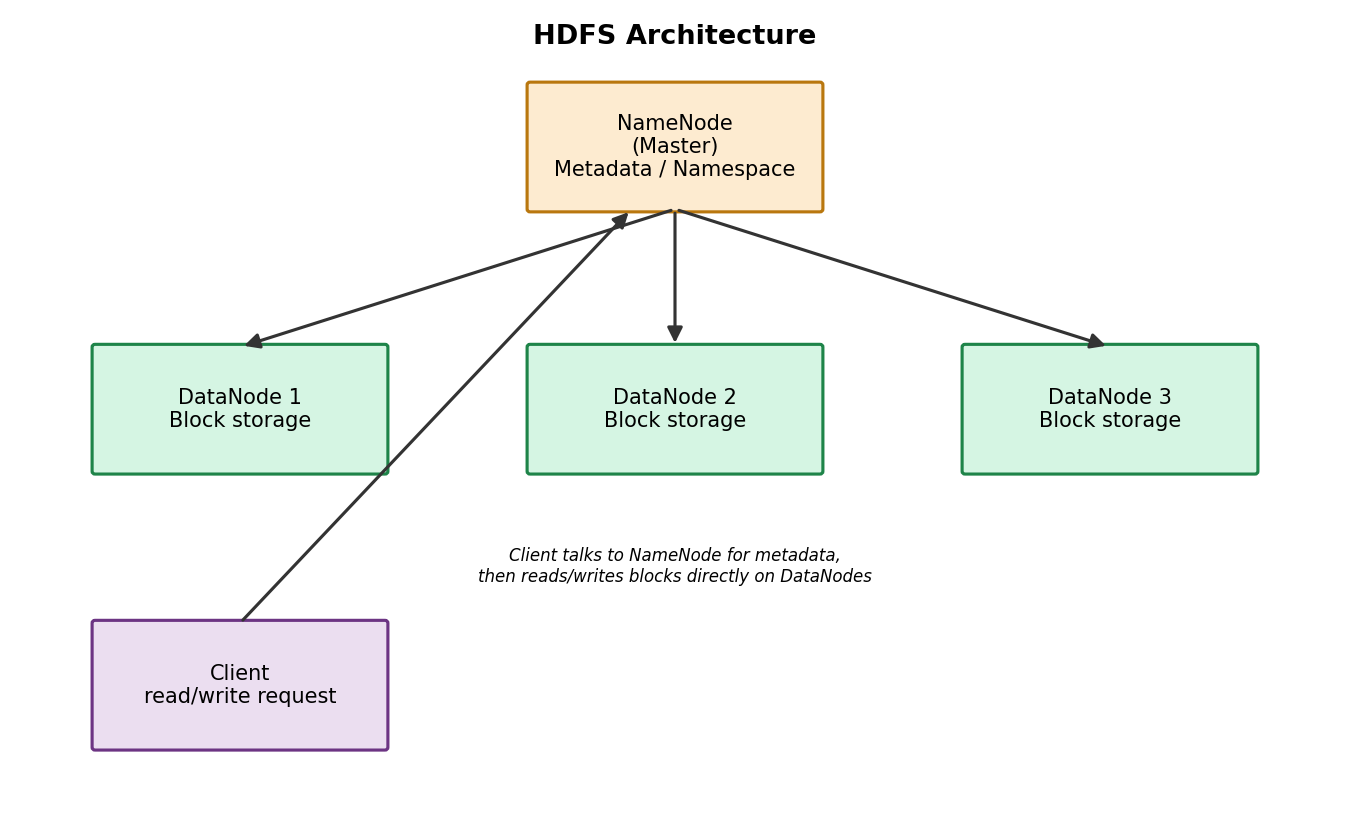 HDFS Architecture
NameNode
(Master)
Metadata / Namespace
DataNode 1
Block storage
DataNode 2
Block storage
DataNode 3
Block storage
Client talks to NameNode for metadata,
then reads/writes blocks directly on DataNodes
Client
read/write request